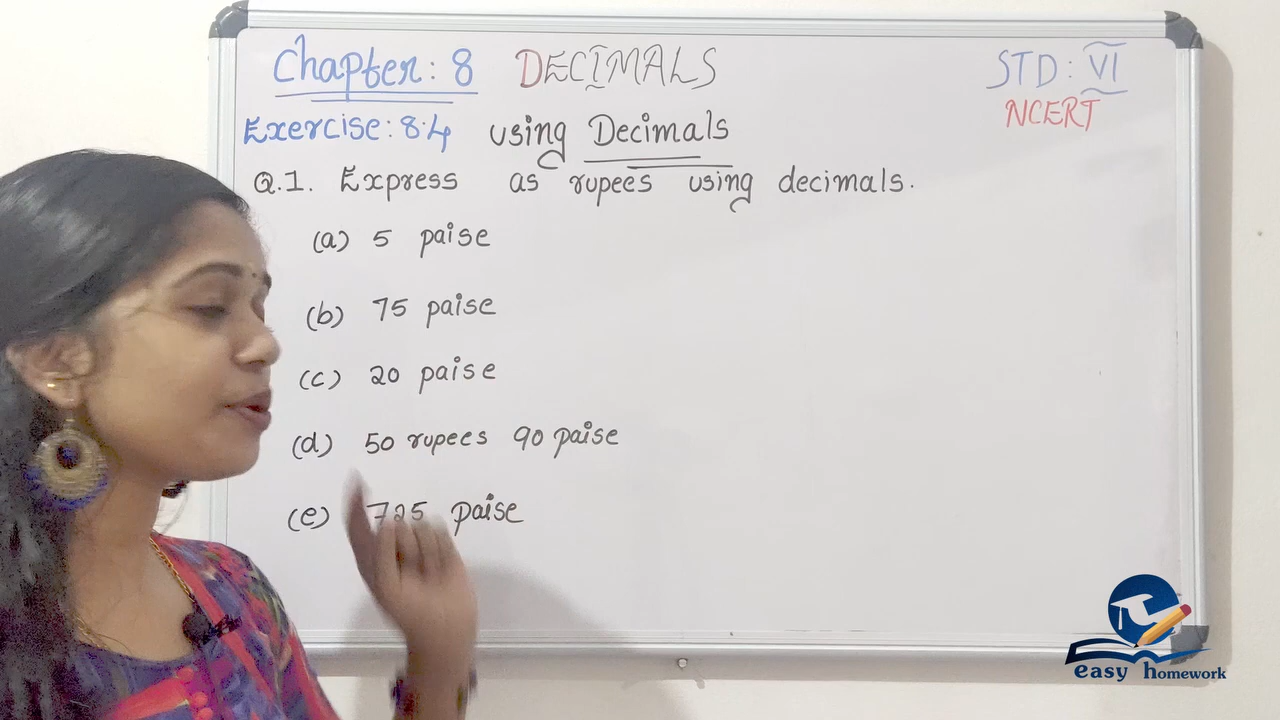 Chapter: 8 DECIMALS
STD: VI
NCERT
Exercise: 8.4 using Decimals
Q.1. Express as rupees using decimals.
(a) 5 paise
(b) 75 paise
(c) 20 paise
(d) 50 rupees 90 paise
(e) 725 paise
easy homework